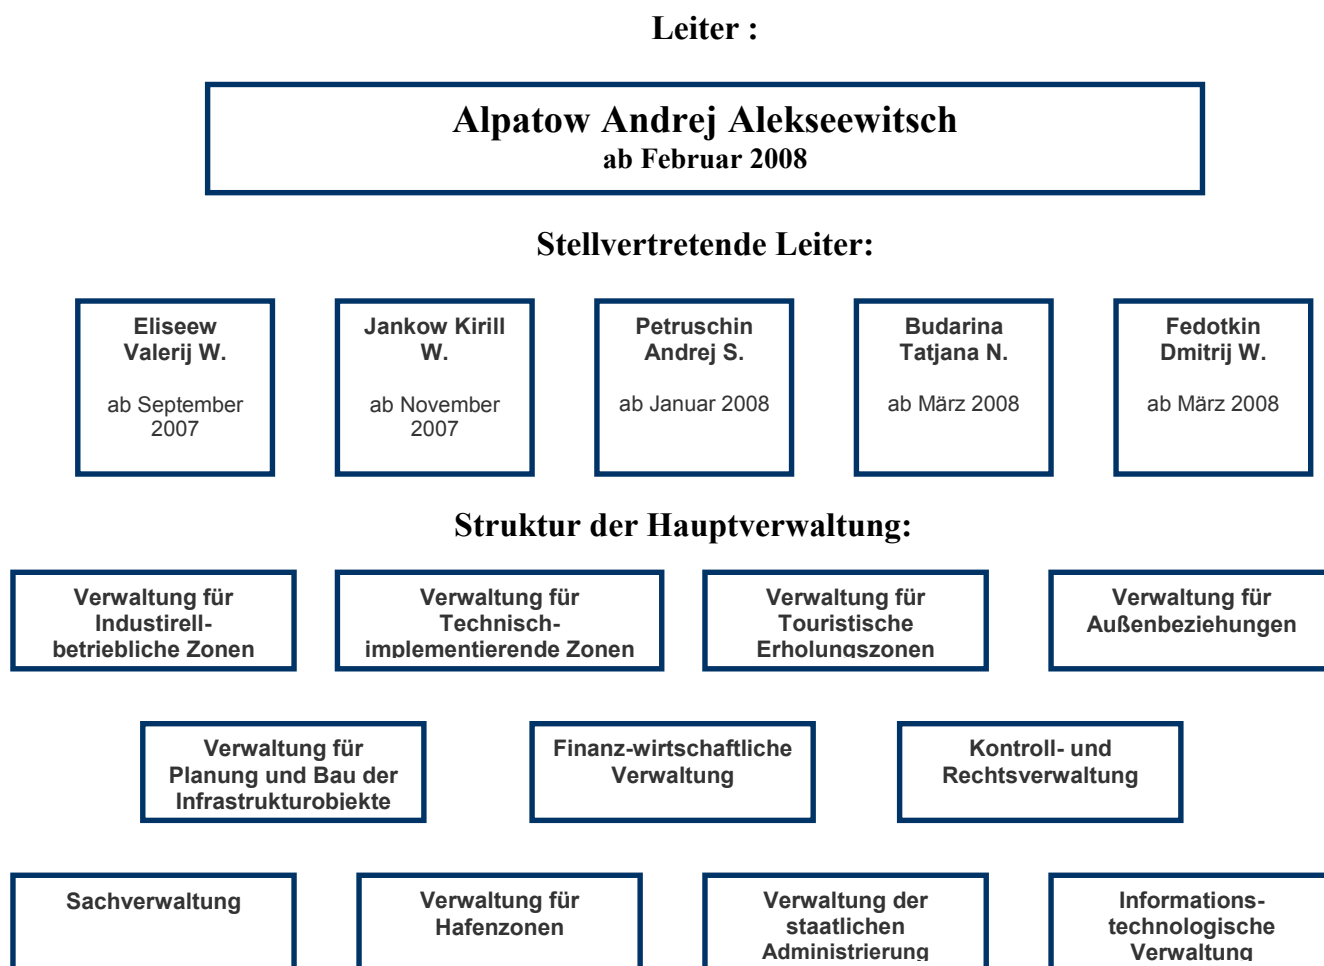 Leiter :
Alpatow Andrej Alekseewitsch
ab Februar 2008
Stellvertretende Leiter:
Eliseew
Valerij W.
ab September
2007
Jankow Kirill
W.
ab November
2007
Petruschin
Andrej S.
ab Januar 2008
Budarina
Tatjana N.
ab März 2008
Fedotkin
Dmitrij W.
ab März 2008
Struktur der Hauptverwaltung:
Verwaltung für
Industirell-
betriebliche Zonen
Verwaltung für
Technisch-
implementierende Zonen
Verwaltung für
Touristische
Erholungszonen
Verwaltung für
Außenbeziehungen
Verwaltung für
Planung und Bau der
Infrastrukturobjekte
Finanz-wirtschaftliche
Verwaltung
Kontroll- und
Rechtsverwaltung
Sachverwaltung
Verwaltung für
Hafenzonen
Verwaltung der
staatlichen
Administrierung
Informations-
technologische
Verwaltung